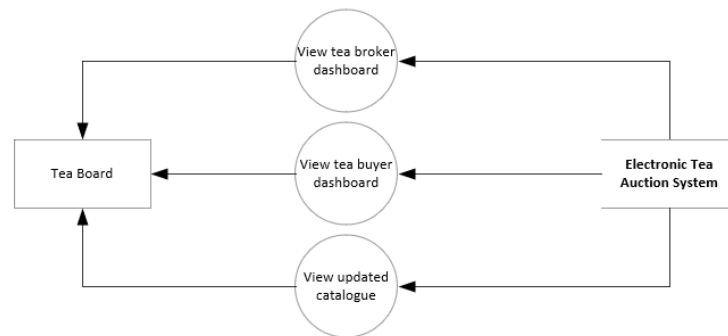 View tea broker
dashboard
Tea Board
View tea buyer
dashboard
Electronic Tea
Auction System
View updated
catalogue